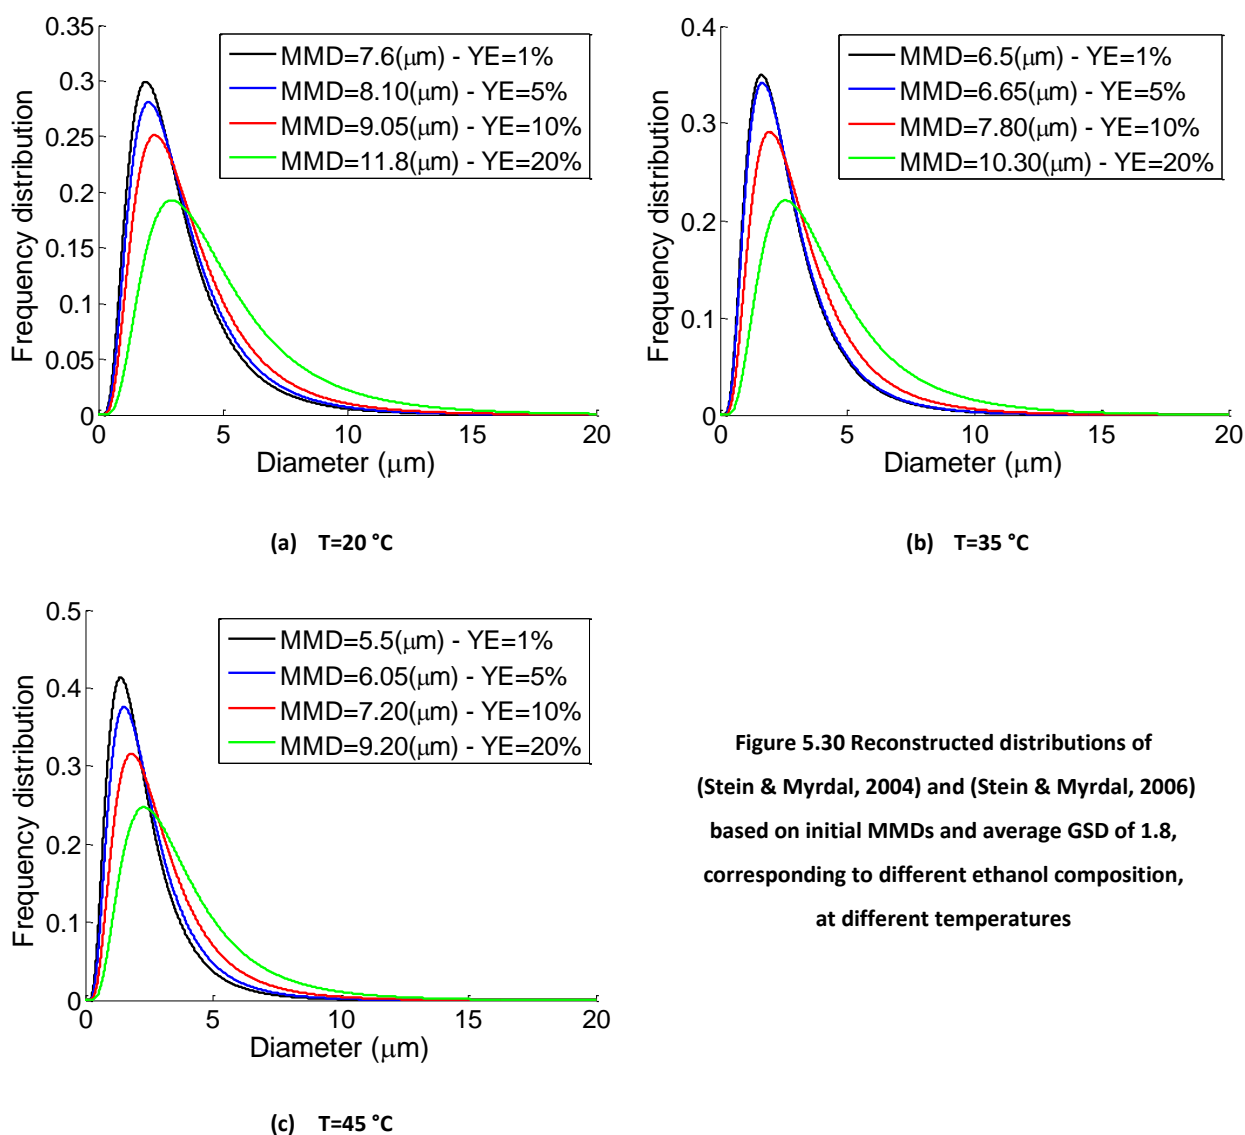 0.35
0.3
0.25
0.2
0.15
0.1
0.05
0
Frequency distribution
MMD=7.6(μm) - YE=1%
MMD=8.10(μm) - YE=5%
MMD=9.05(μm) - YE=10%
MMD=11.8(μm) - YE=20%
0 5 10 15 20
Diameter (μm)
(a) T=20 °C
0.4
0.3
0.2
0.1
0
Frequency distribution
MMD=6.5(μm) - YE=1%
MMD=6.65(μm) - YE=5%
MMD=7.80(μm) - YE=10%
MMD=10.30(μm) - YE=20%
0 5 10 15 20
Diameter (μm)
(b) T=35 °C
0.5
0.4
0.3
0.2
0.1
0
Frequency distribution
MMD=5.5(μm) - YE=1%
MMD=6.05(μm) - YE=5%
MMD=7.20(μm) - YE=10%
MMD=9.20(μm) - YE=20%
0 5 10 15 20
Diameter (μm)
(c) T=45 °C
Figure 5.30 Reconstructed distributions of
(Stein & Myrdal, 2004) and (Stein & Myrdal, 2006)
based on initial MMDs and average GSD of 1.8,
corresponding to different ethanol composition,
at different temperatures